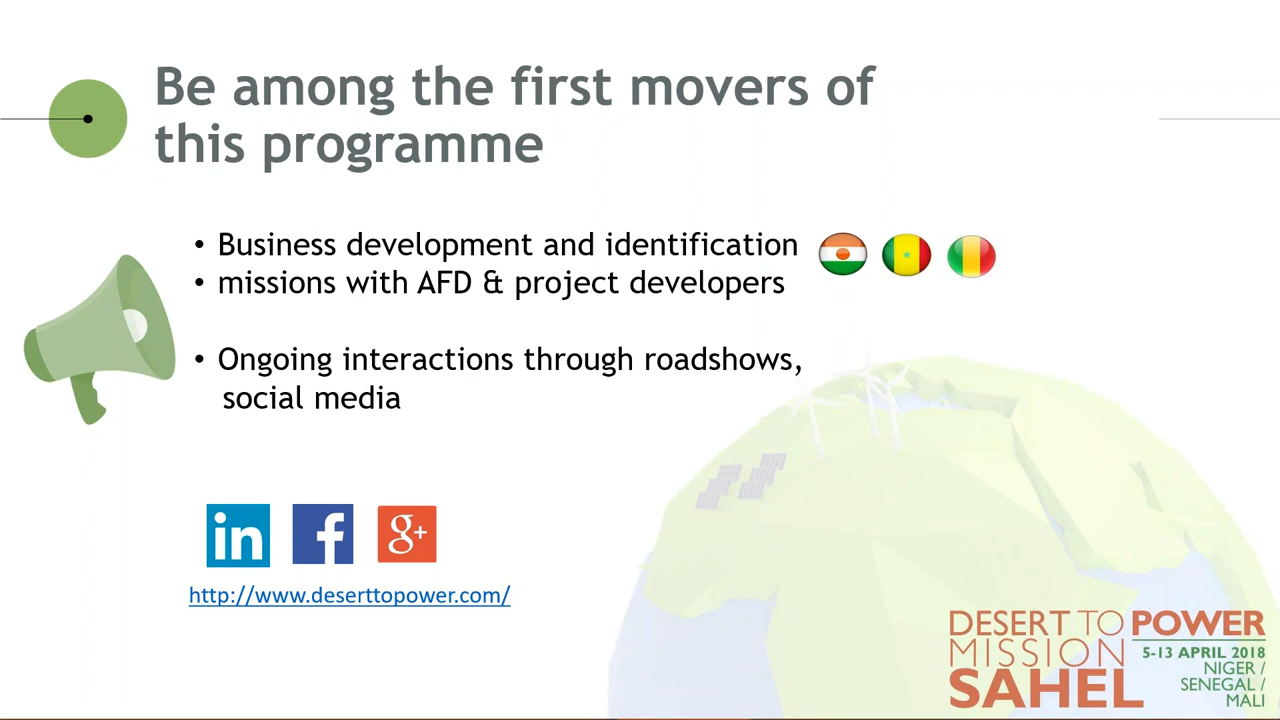 Be among the first movers of
this programme
• Business development and identification
• missions with AFD & project developers
• Ongoing interactions through roadshows,
social media
in f g+
http://www.deserttopower.com/
DESERT TO POWER
MISSION
SAHEL
5-13 APRIL 2018
NIGER /
SENEGAL /
MALI